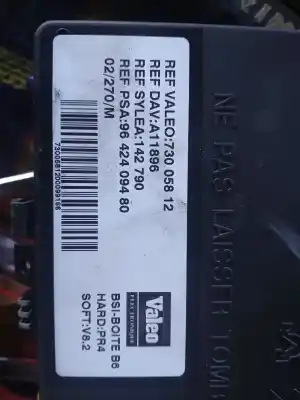 REF VALEO:730 058 12
REF DAV:A11896
REF SYLEA:142 790
REF PSA:96 424 094 80
02/270/M
Valeo
ELECTRONIQUE
BSI-BOITE B6
HARD:PR4
SOFT:V8.2
NE PAS LAISSER TOMB